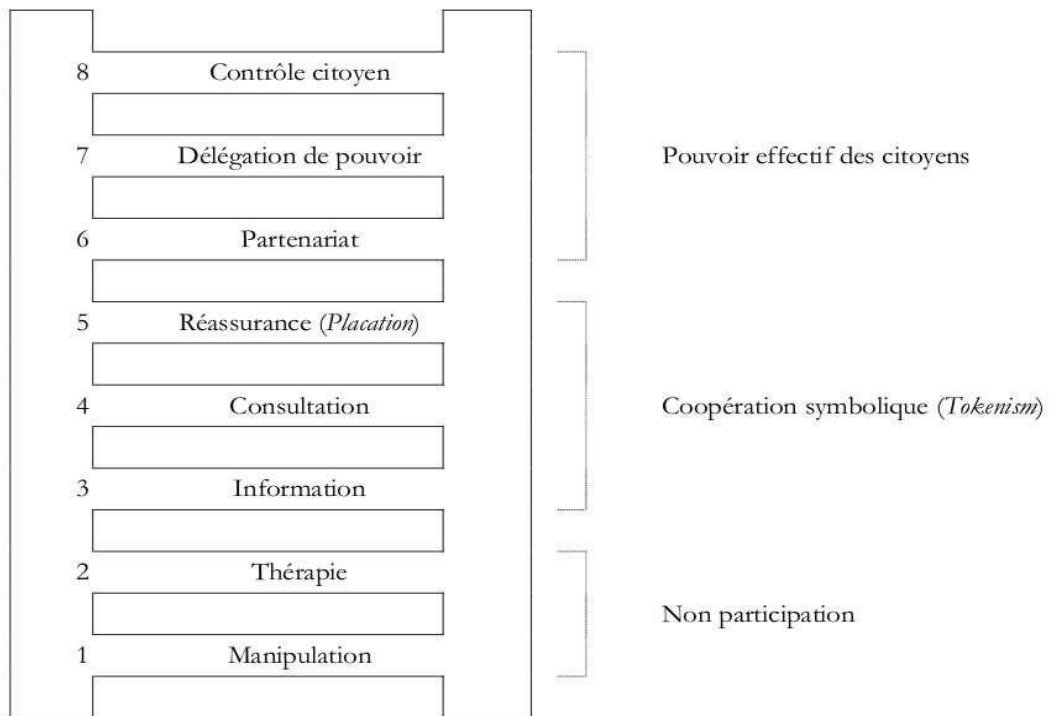 8 Contrôle citoyen
7 Délégation de pouvoir
Pouvoir effectif des citoyens
6 Partenariat
5 Réassurance (Placation)
4 Consultation
Coopération symbolique (Tokenism)
3 Information
2 Thérapie
Non participation
1 Manipulation